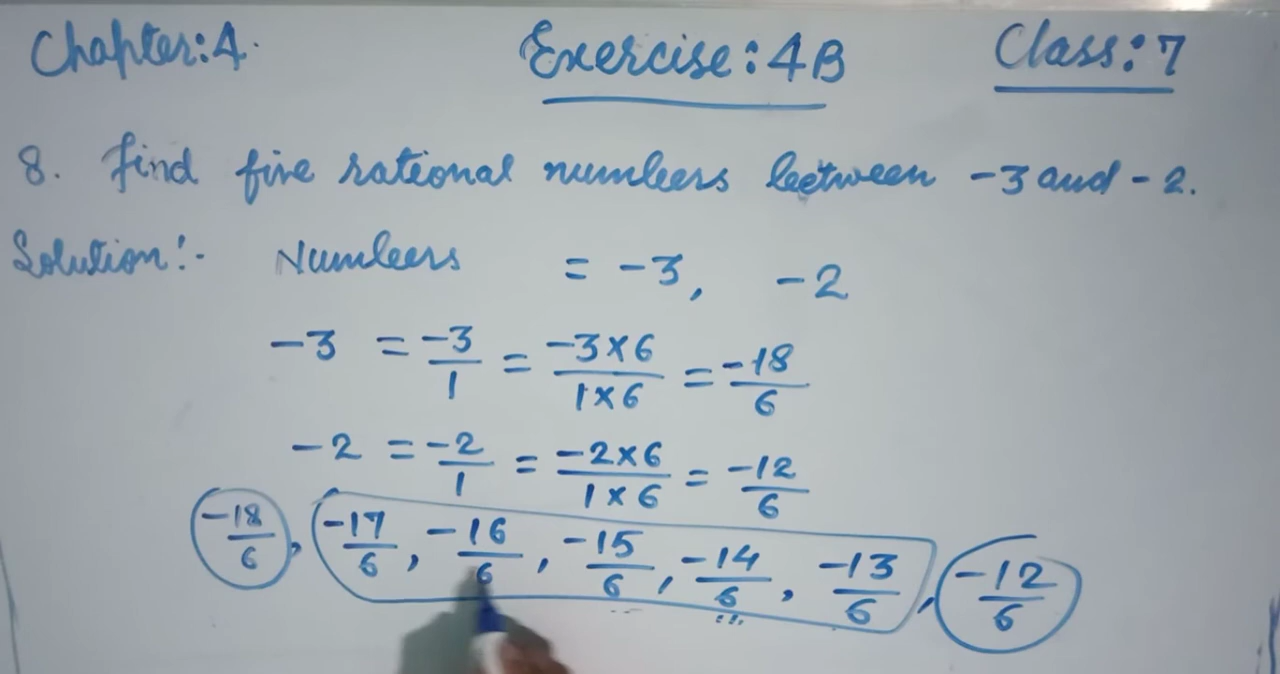 Chapter:4.
Exercise:4B
Class:7
8. Find five rational numbers between -3 and -2.
Solution:- Numbers = -3, -2
-3 = -3/1 = -3×6/1×6 = -18/6
-2 = -2/1 = -2×6/1×6 = -12/6
-18/6, -17/6, -16/6, -15/6, -14/6, -13/6, -12/6